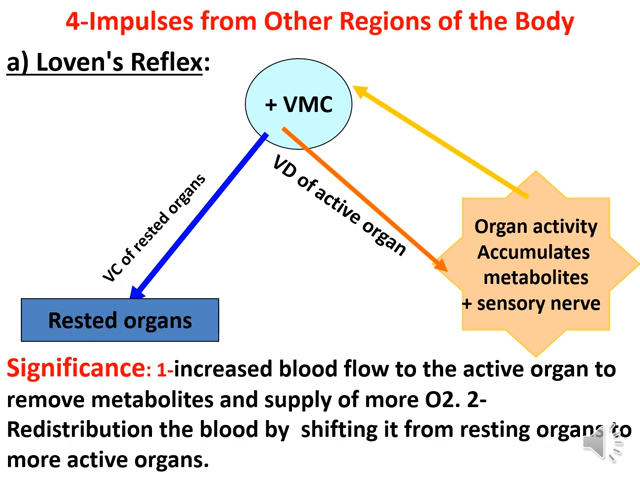 4-Impulses from Other Regions of the Body
a) Loven's Reflex:
+ VMC
VC of rested organs
VD of active organ
Organ activity
Accumulates
metabolites
+ sensory nerve
Rested organs
Significance: 1-increased blood flow to the active organ to
remove metabolites and supply of more O2. 2-
Redistribution the blood by shifting it from resting organs to
more active organs.